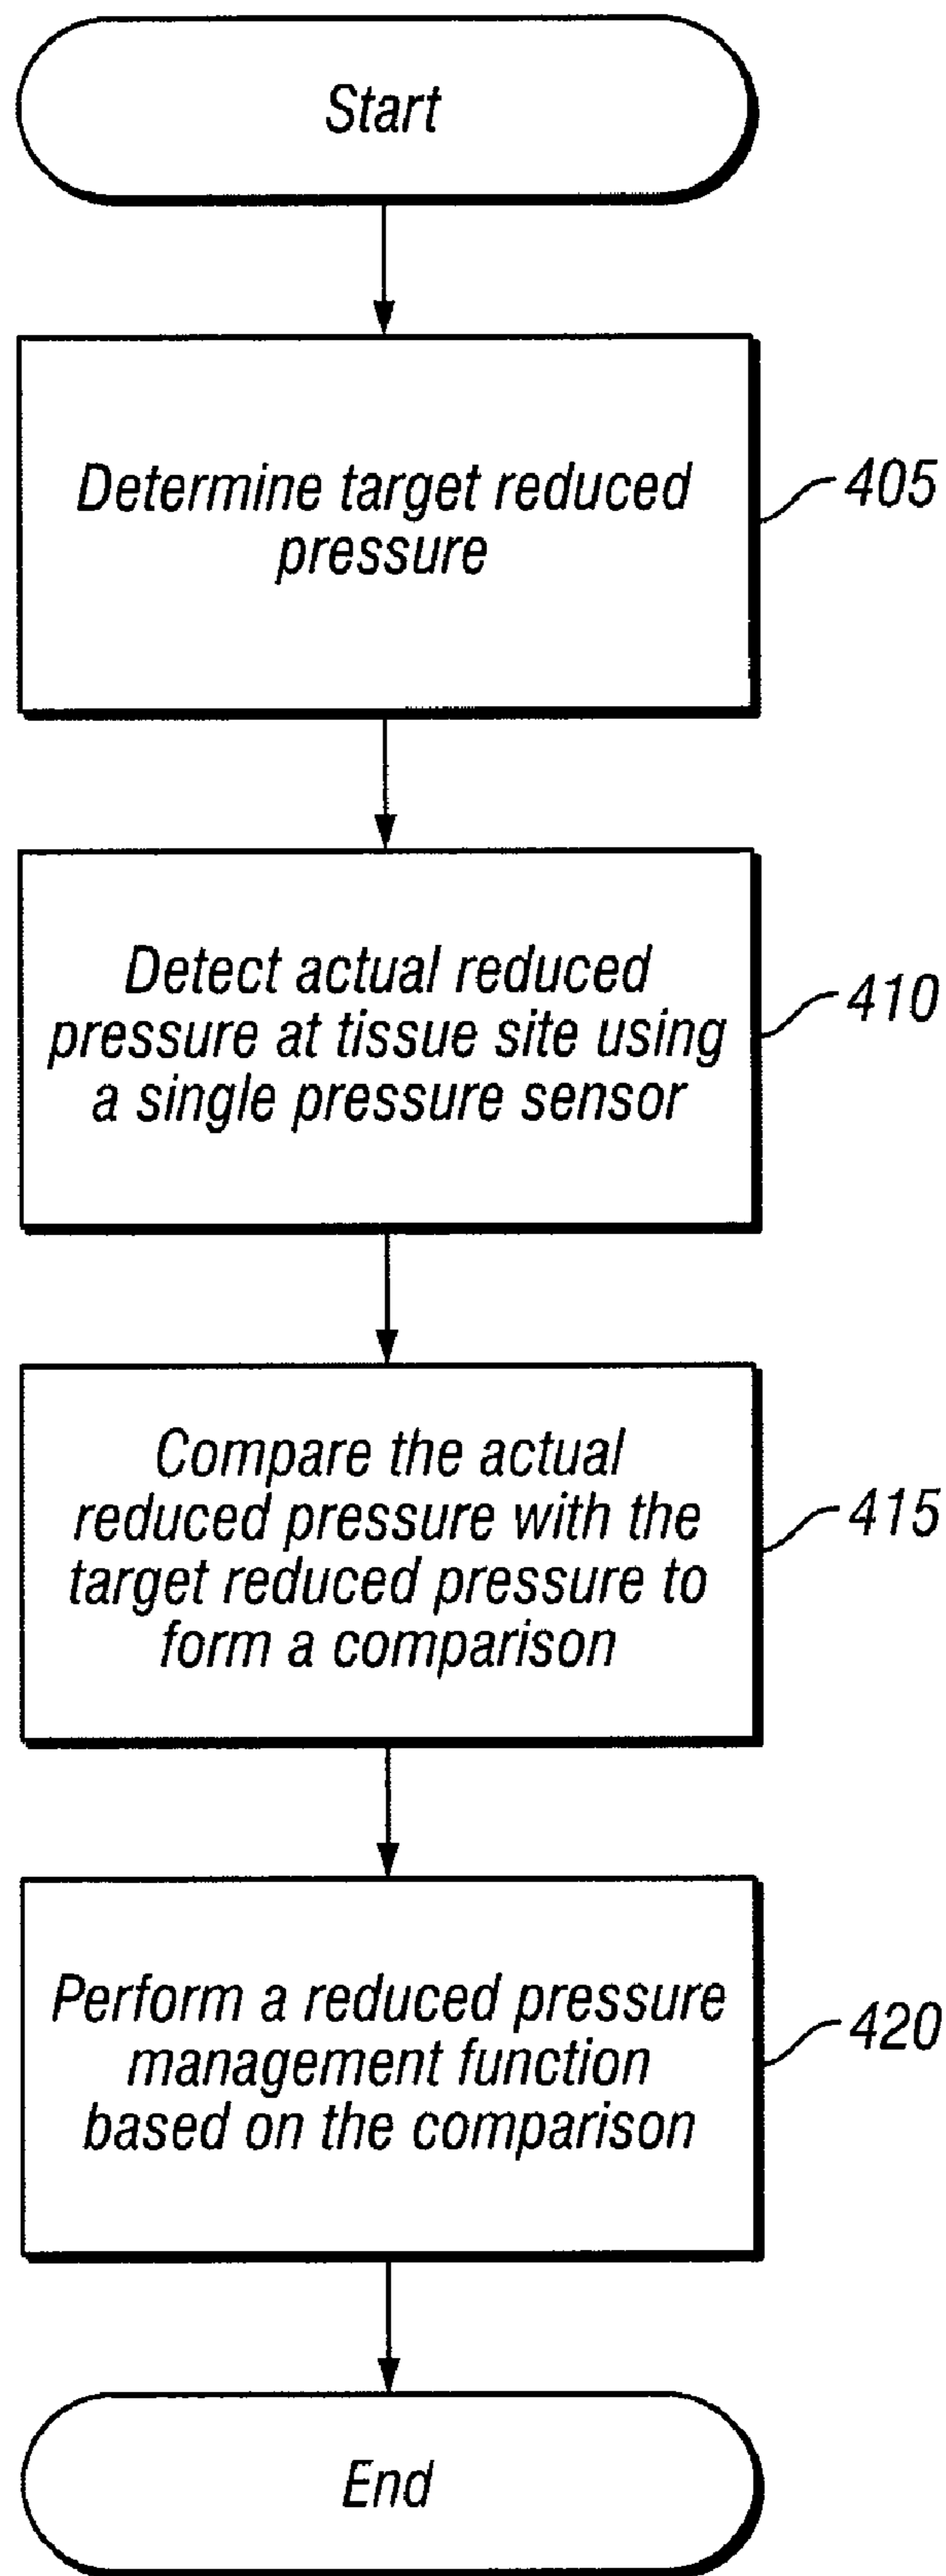 Start
Determine target reduced
pressure
405
Detect actual reduced
pressure at tissue site using
a single pressure sensor
410
Compare the actual
reduced pressure with the
target reduced pressure to
form a comparison
415
Perform a reduced pressure
management function
based on the comparison
420
End